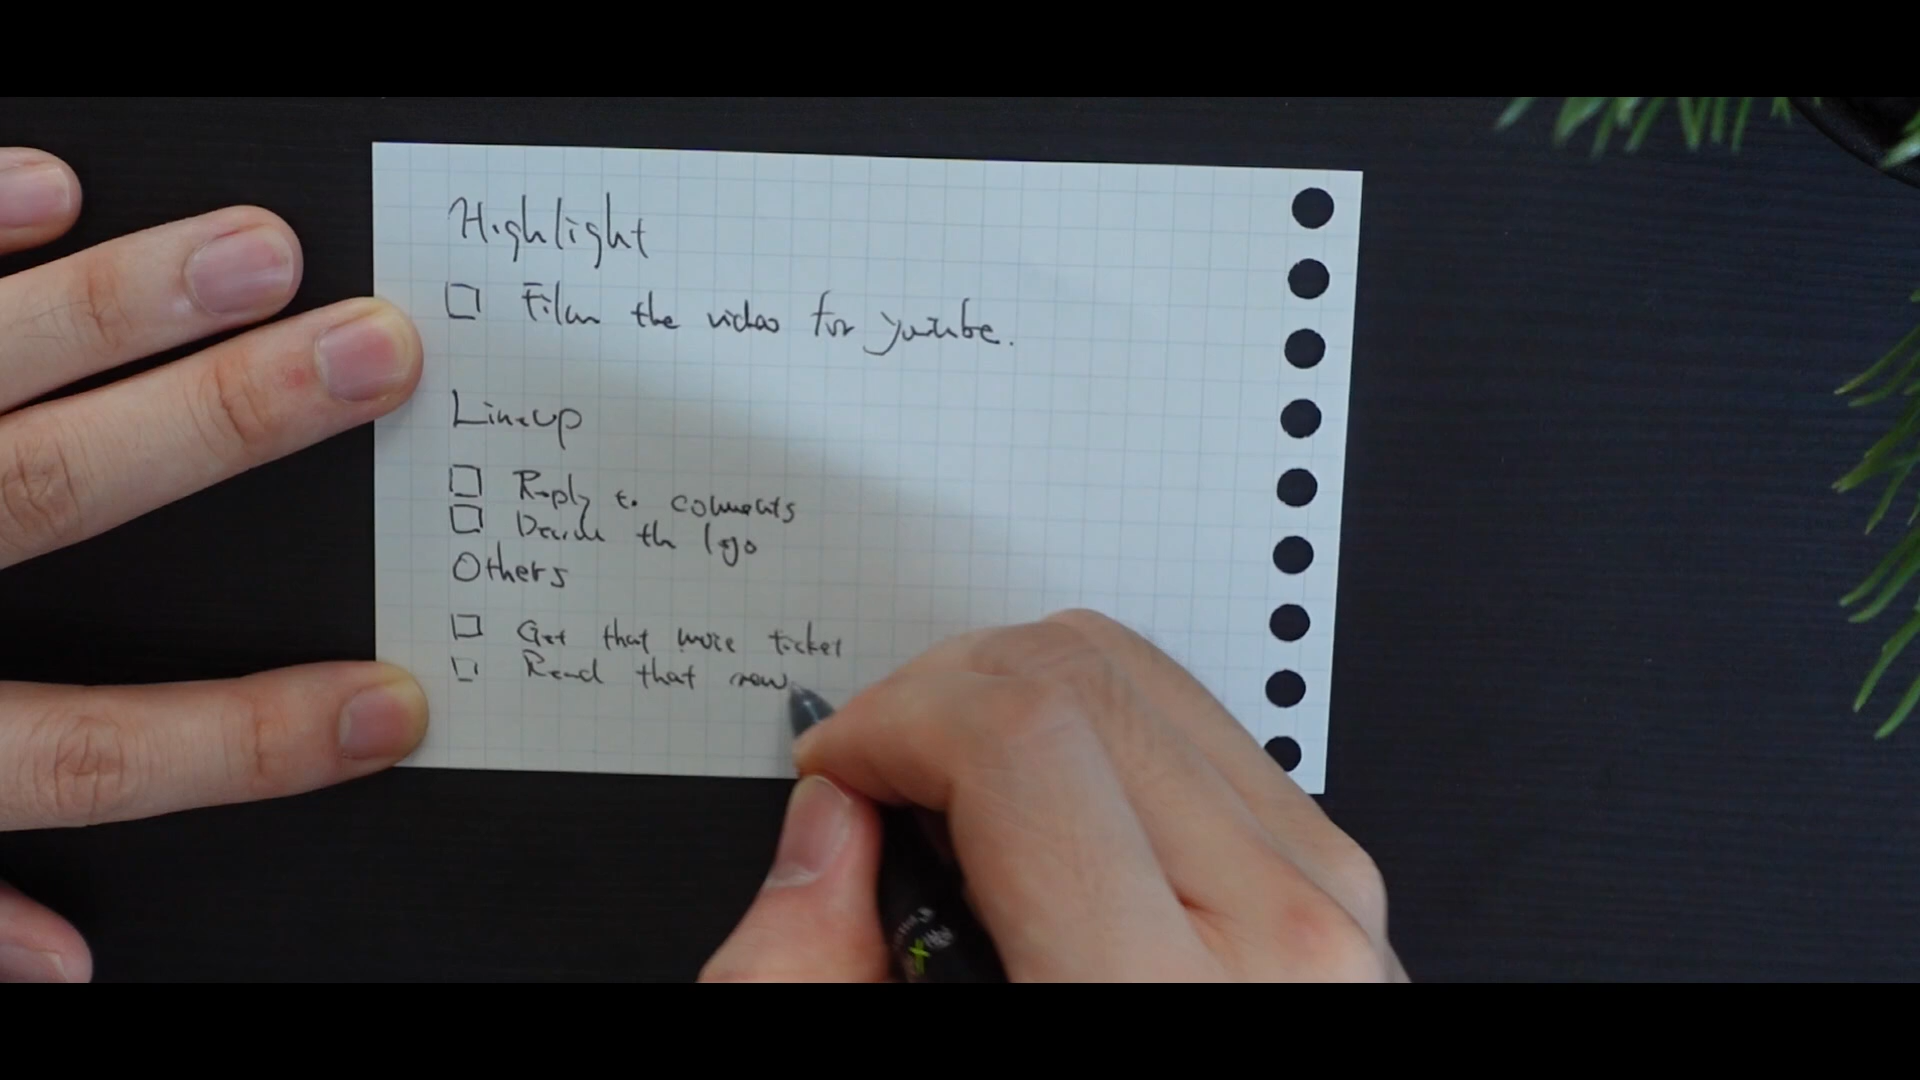 Highlight
☐ Film the video for youtube.
Lineup
☐ Reply to comments
☐ Decide the logo
Others
☐ Get that movie ticket
☐ Read that